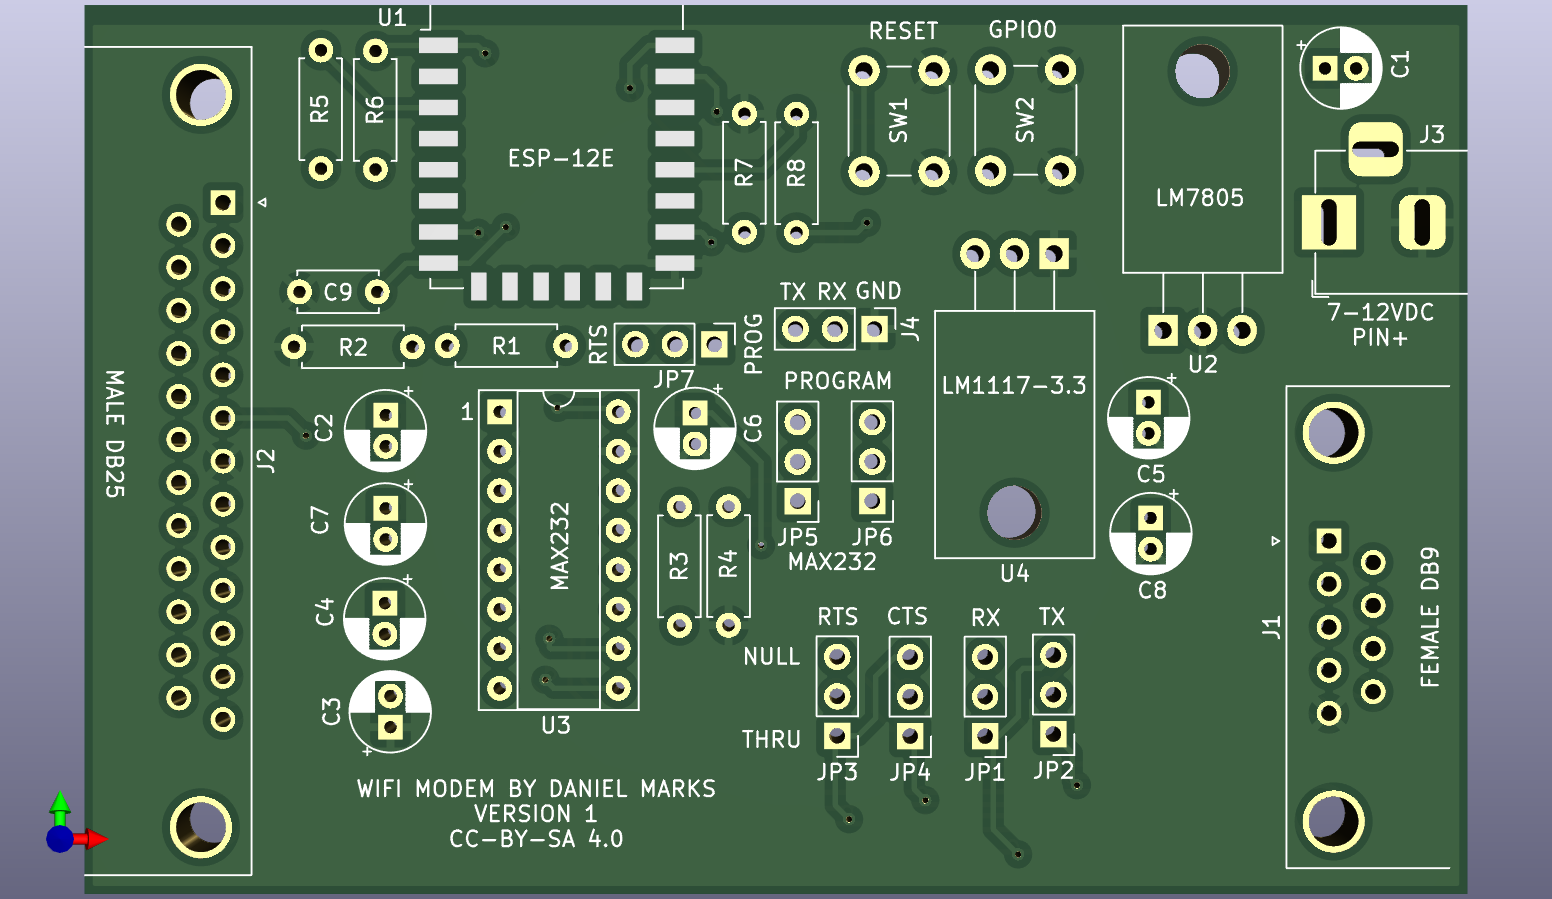 U1
RESET
GPIO0
+
C1
R5
R6
ESP-12E
R7
R8
SW1
SW2
LM7805
J3
C9
TX RX GND
J4
7-12VDC
PIN+
R2
R1
RTS
PROG
JP7
U2
MALE DB25
J2
C2
+
1
C6
+
PROGRAM
LM1117-3.3
+
C5
C7
+
MAX232
R3
R4
JP5
JP6
MAX232
U4
+
C8
C4
+
RTS
CTS
RX
TX
J1
FEMALE DB9
NULL
C3
+
U3
THRU
JP3
JP4
JP1
JP2
WIFI MODEM BY DANIEL MARKS
VERSION 1
CC-BY-SA 4.0